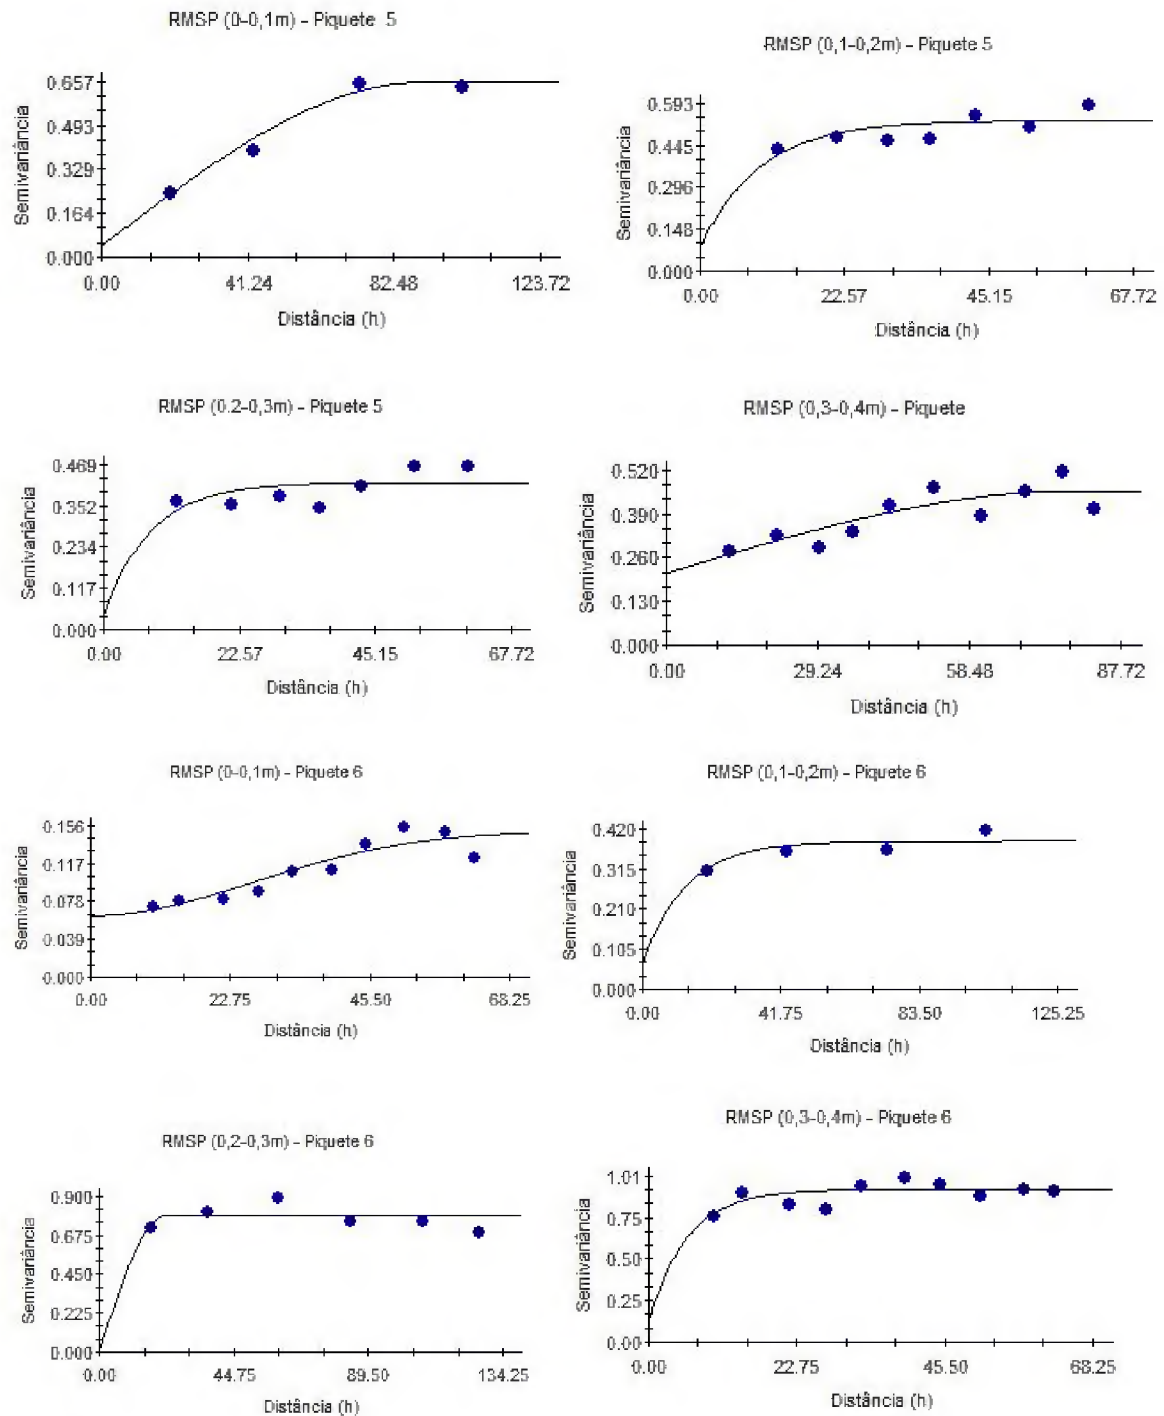 RMSP (0-0,1m) - Piquete 5
0.657
0.493
0.329
0.164
0.000
Semivariância
0.00 41.24 82.48 123.72
Distância (h)
RMSP (0,1-0,2m) - Piquete 5
0.593
0.445
0.296
0.148
0.000
Semivariância
0.00 22.57 45.15 67.72
Distância (h)
RMSP (0.2-0,3m) - Piquete 5
0.469
0.352
0.234
0.117
0.000
Semivariância
0.00 22.57 45.15 67.72
Distância (h)
RMSP (0,3-0,4m) - Piquete
0.520
0.390
0.260
0.130
0.000
Semivariância
0.00 29.24 58.48 87.72
Distância (h)
RMSP (0-0,1m) - Piquete 6
0.156
0.117
0.078
0.039
0.000
Semivariância
0.00 22.75 45.50 68.25
Distância (h)
RMSP (0,1-0,2m) - Piquete 6
0.420
0.315
0.210
0.105
0.000
Semivariância
0.00 41.75 83.50 125.25
Distância (h)
RMSP (0,2-0,3m) - Piquete 6
0.900
0.675
0.450
0.225
0.000
Semivariância
0.00 44.75 89.50 134.25
Distância (h)
RMSP (0,3-0,4m) - Piquete 6
1.01
0.75
0.50
0.25
0.00
Semivariância
0.00 22.75 45.50 68.25
Distância (h)